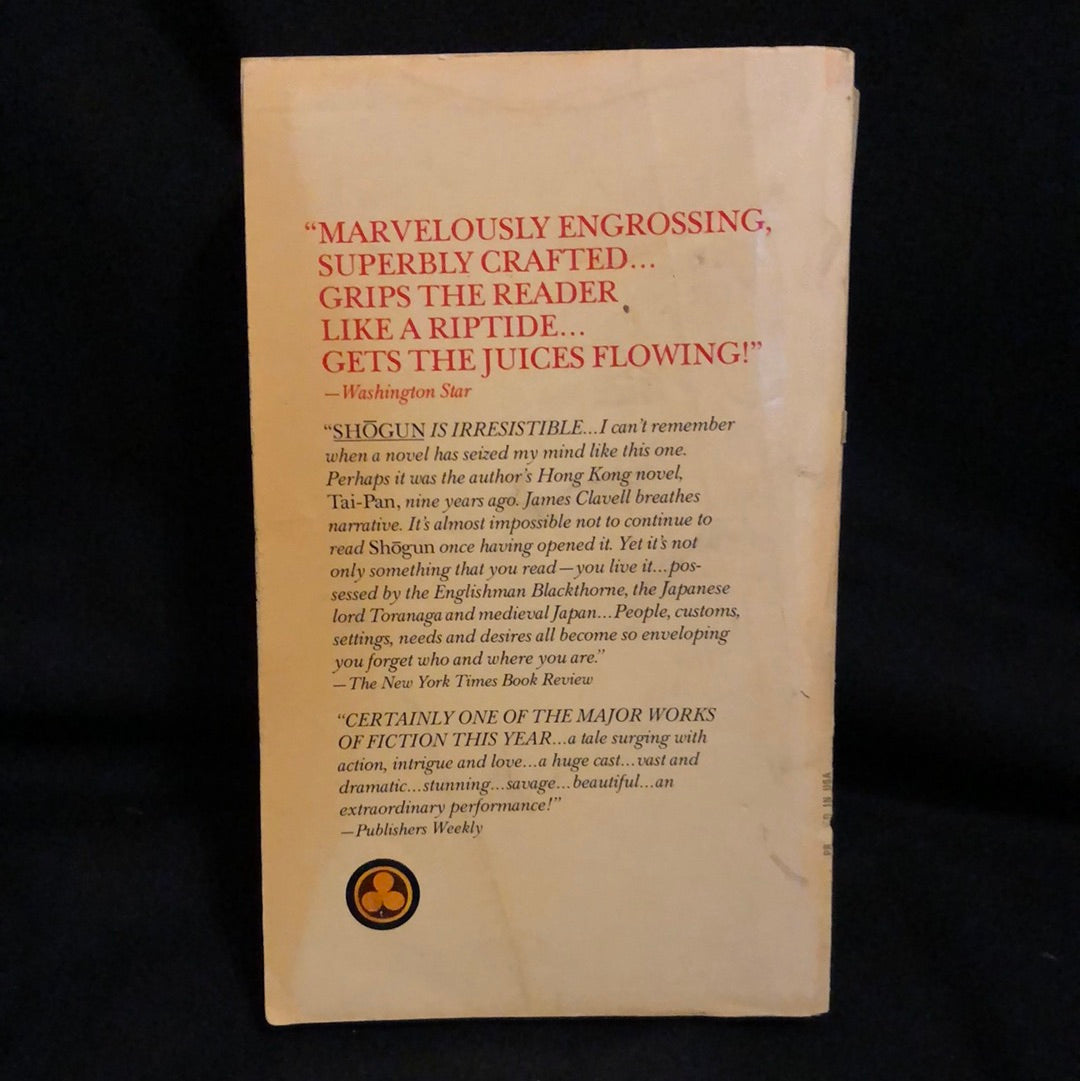 “MARVELOUSLY ENGROSSING,
SUPERBLY CRAFTED...
GRIPS THE READER
LIKE A RIPTIDE...
GETS THE JUICES FLOWING!”
—Washington Star
“SHŌGUN IS IRRESISTIBLE...I can't remember
when a novel has seized my mind like this one.
Perhaps it was the author's Hong Kong novel,
Tai-Pan, nine years ago. James Clavell breathes
narrative. It's almost impossible not to continue to
read Shōgun once having opened it. Yet it's not
only something that you read—you live it...pos-
sessed by the Englishman Blackthorne, the Japanese
lord Toranaga and medieval Japan...People, customs,
settings, needs and desires all become so enveloping
you forget who and where you are.”
—The New York Times Book Review
“CERTAINLY ONE OF THE MAJOR WORKS
OF FICTION THIS YEAR...a tale surging with
action, intrigue and love...a huge cast...vast and
dramatic...stunning...savage...beautiful...an
extraordinary performance!”
—Publishers Weekly
IN USA